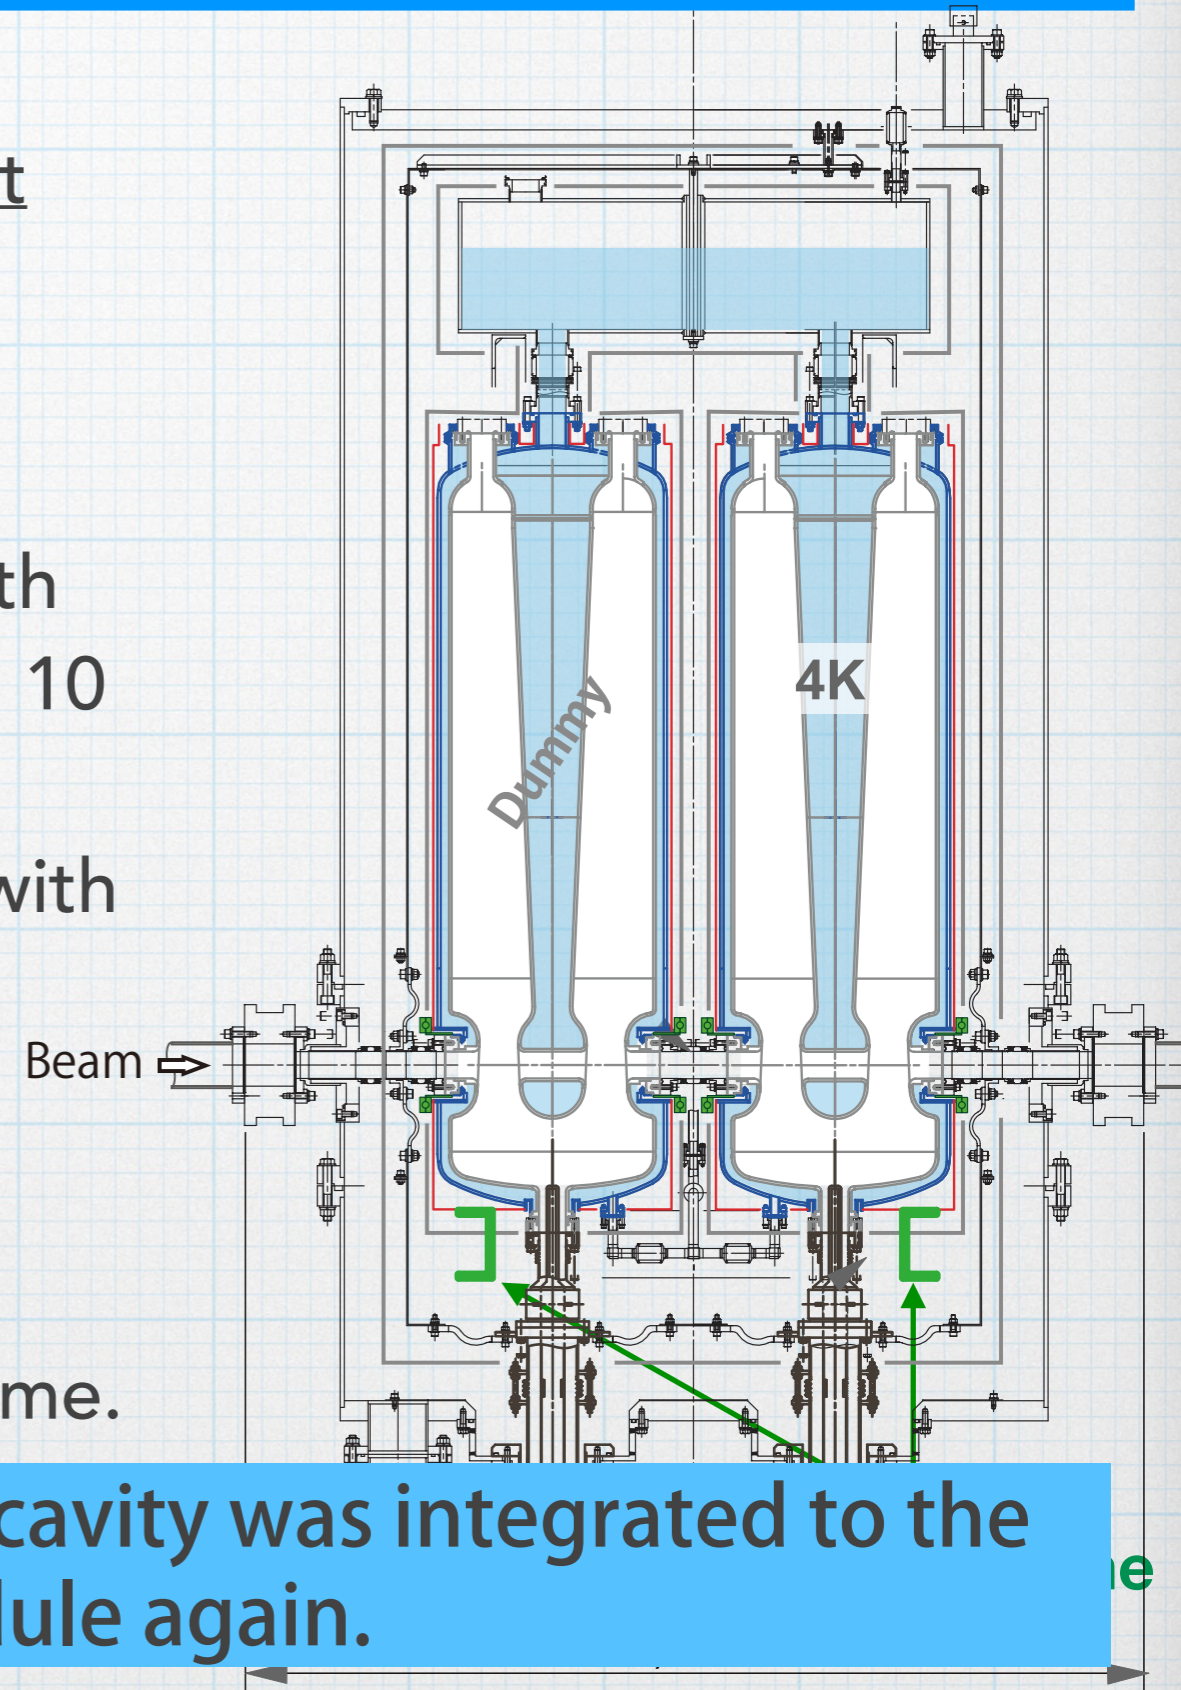 t
th
10
4K
Dummy
with
Beam
me.
cavity was integrated to the
lule again.
e